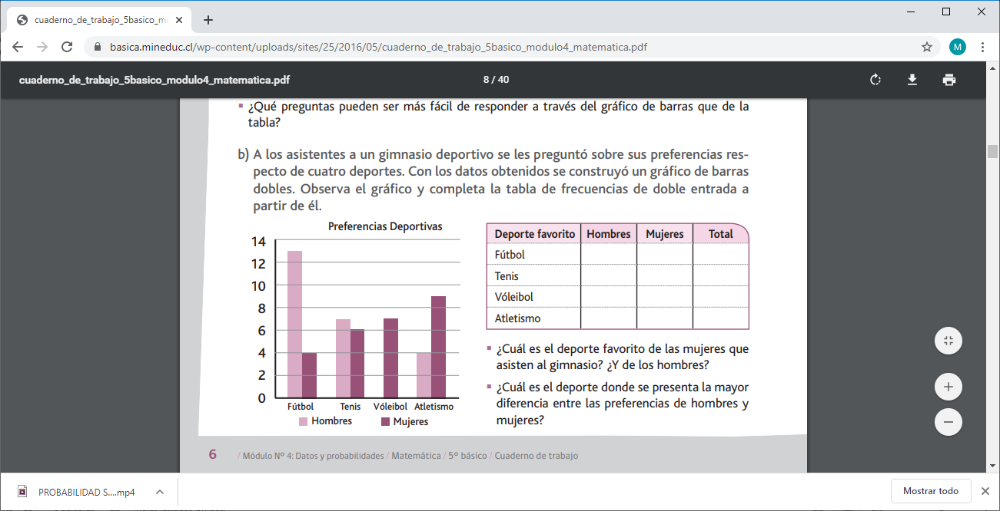 cuaderno_de_trabajo_5basico_mo
basica.mineduc.cl/wp-content/uploads/sites/25/2016/05/cuaderno_de_trabajo_5basico_modulo4_matematica.pdf
M
cuaderno_de_trabajo_5basico_modulo4_matematica.pdf
8 / 40
¿Qué preguntas pueden ser más fácil de responder a través del gráfico de barras que de la
tabla?
b) A los asistentes a un gimnasio deportivo se les preguntó sobre sus preferencias res-
pecto de cuatro deportes. Con los datos obtenidos se construyó un gráfico de barras
dobles. Observa el gráfico y completa la tabla de frecuencias de doble entrada a
partir de él.
Preferencias Deportivas
14
12
10
8
6
4
2
0
Fútbol Tenis Vóleibol Atletismo
Hombres Mujeres
Deporte favorito Hombres Mujeres Total
Fútbol
Tenis
Vóleibol
Atletismo
¿Cuál es el deporte favorito de las mujeres que
asisten al gimnasio? ¿Y de los hombres?
¿Cuál es el deporte donde se presenta la mayor
diferencia entre las preferencias de hombres y
mujeres?
6 / Módulo Nº 4: Datos y probabilidades / Matemática / 5º básico / Cuaderno de trabajo
PROBABILIDAD S....mp4
Mostrar todo